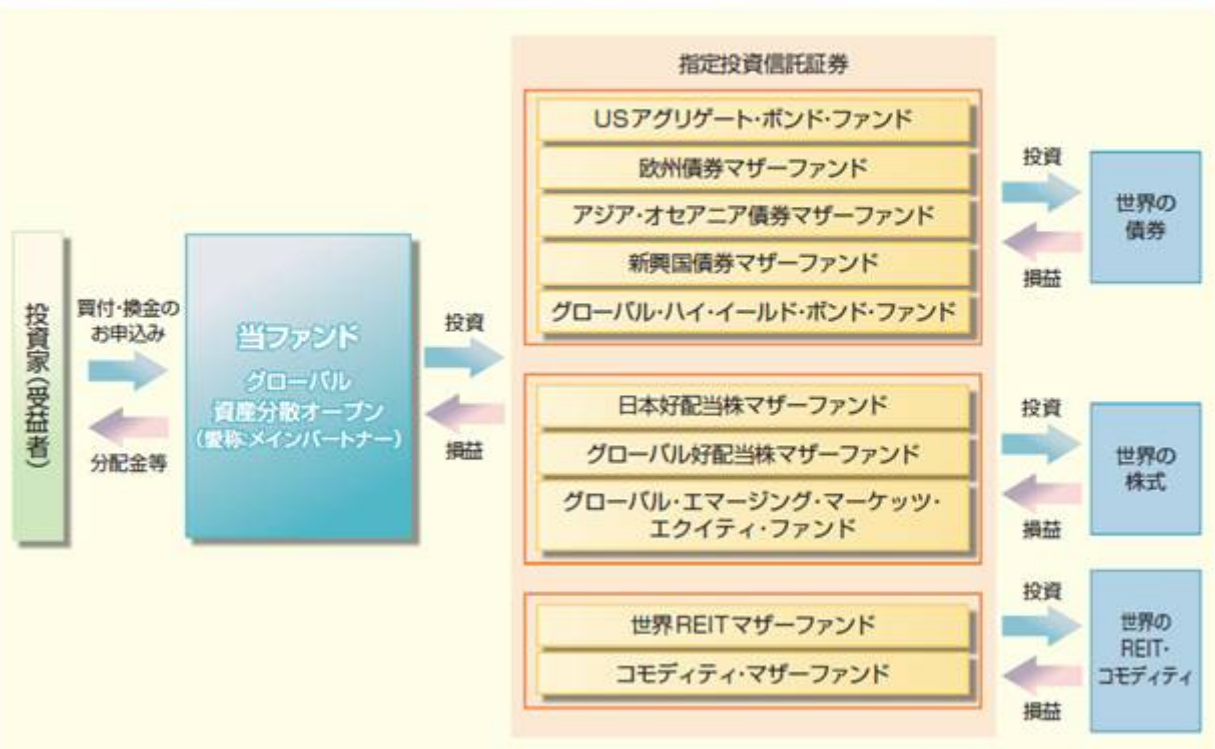 投資家(受益者)
買付・換金の
お申込み
分配金等
当ファンド
グローバル
資産分散オープン
(愛称:メインパートナー)
投資
損益
指定投資信託証券
USアグリゲート・ボンド・ファンド
欧州債券マザーファンド
アジア・オセアニア債券マザーファンド
新興国債券マザーファンド
グローバル・ハイ・イールド・ボンド・ファンド
投資
損益
世界の
債券
日本好配当株マザーファンド
グローバル好配当株マザーファンド
グローバル・エマージング・マーケッツ・
エクイティ・ファンド
投資
損益
世界の
株式
世界REITマザーファンド
コモディティ・マザーファンド
投資
損益
世界の
REIT・
コモディティ